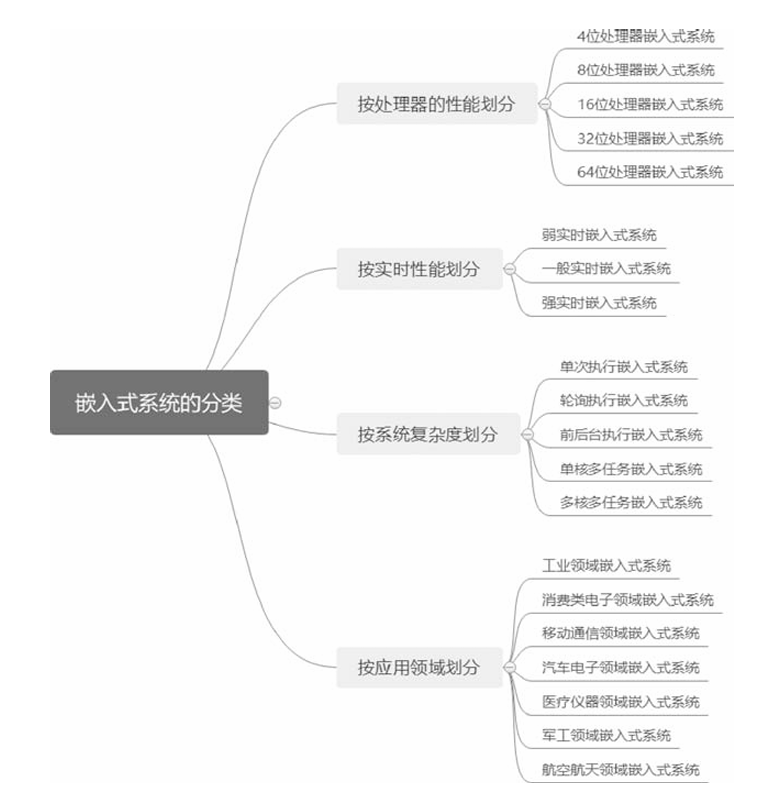 嵌入式系统的分类
按处理器的性能划分
4位处理器嵌入式系统
8位处理器嵌入式系统
16位处理器嵌入式系统
32位处理器嵌入式系统
64位处理器嵌入式系统
按实时性能划分
弱实时嵌入式系统
一般实时嵌入式系统
强实时嵌入式系统
按系统复杂度划分
单次执行嵌入式系统
轮询执行嵌入式系统
前后台执行嵌入式系统
单核多任务嵌入式系统
多核多任务嵌入式系统
按应用领域划分
工业领域嵌入式系统
消费类电子领域嵌入式系统
移动通信领域嵌入式系统
汽车电子领域嵌入式系统
医疗仪器领域嵌入式系统
军工领域嵌入式系统
航空航天领域嵌入式系统